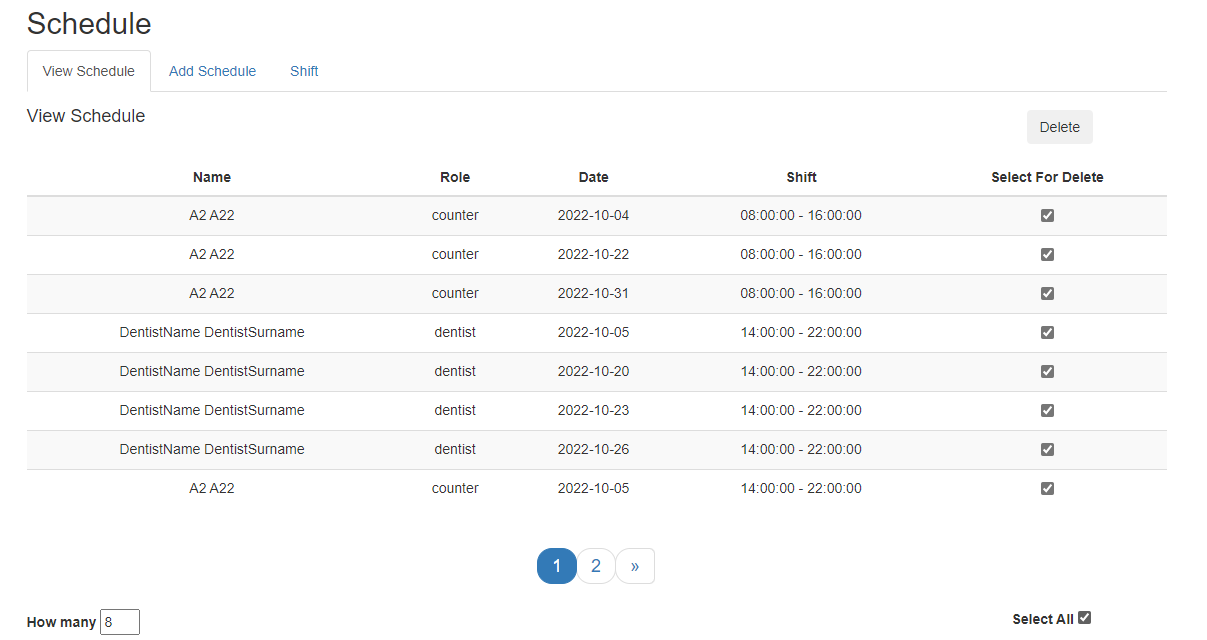 Schedule
View Schedule Add Schedule Shift
View Schedule
Delete
Name Role Date Shift Select For Delete
A2 A22 counter 2022-10-04 08:00:00 - 16:00:00
A2 A22 counter 2022-10-22 08:00:00 - 16:00:00
A2 A22 counter 2022-10-31 08:00:00 - 16:00:00
DentistName DentistSurname dentist 2022-10-05 14:00:00 - 22:00:00
DentistName DentistSurname dentist 2022-10-20 14:00:00 - 22:00:00
DentistName DentistSurname dentist 2022-10-23 14:00:00 - 22:00:00
DentistName DentistSurname dentist 2022-10-26 14:00:00 - 22:00:00
A2 A22 counter 2022-10-05 14:00:00 - 22:00:00
1 2 »
How many 8 Select All